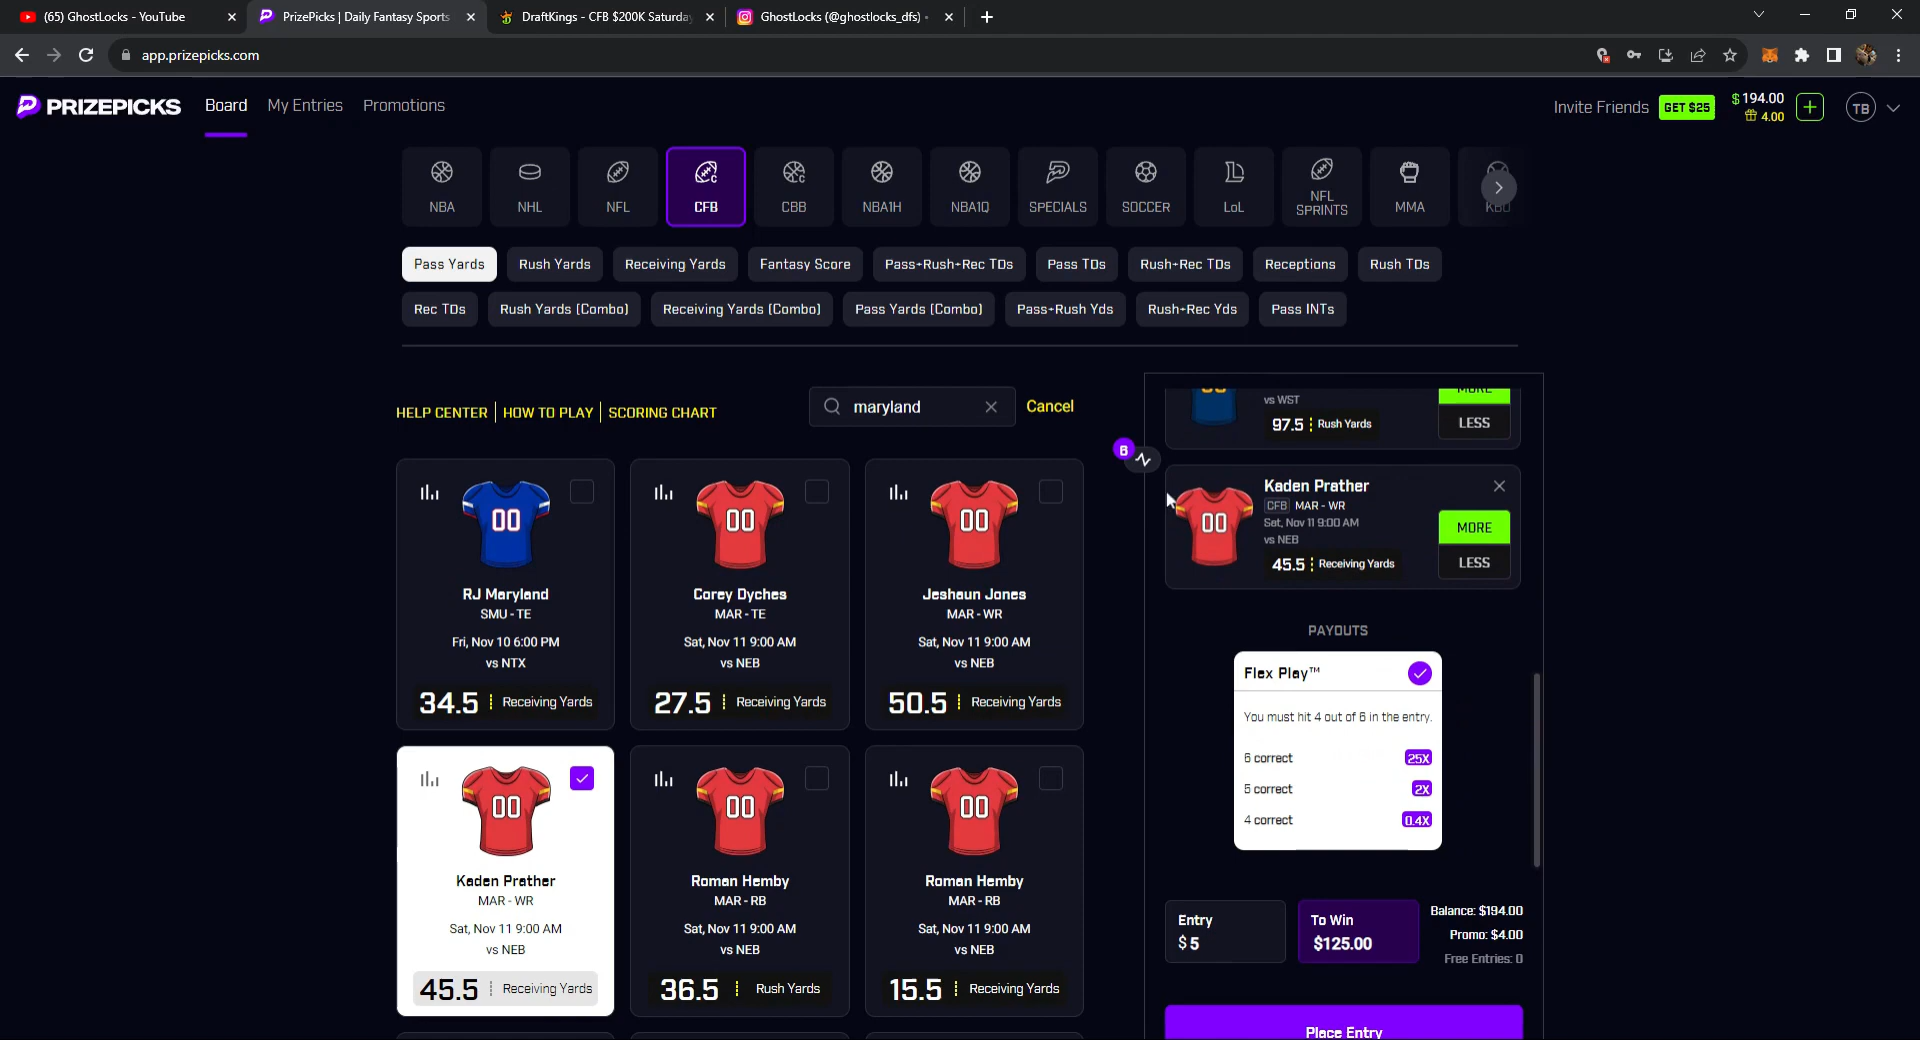 (65) GhostLocks - YouTube
PrizePicks | Daily Fantasy Sports
DraftKings - CFB $200K Saturday
GhostLocks (@ghostlocks_dfs) •
app.prizepicks.com
PRIZEPICKS
Board
My Entries
Promotions
Invite Friends
GET $25
$ 194.00
4.00
TB
NBA
NHL
NFL
CFB
CBB
NBA1H
NBA1Q
SPECIALS
SOCCER
LoL
NFL SPRINTS
MMA
Pass Yards
Rush Yards
Receiving Yards
Fantasy Score
Pass+Rush+Rec TDs
Pass TDs
Rush+Rec TDs
Receptions
Rush TDs
Rec TDs
Rush Yards (Combo)
Receiving Yards (Combo)
Pass Yards (Combo)
Pass+Rush Yds
Rush+Rec Yds
Pass INTs
HELP CENTER
HOW TO PLAY
SCORING CHART
maryland
Cancel
00
RJ Maryland
SMU - TE
Fri, Nov 10 6:00 PM
vs NTX
34.5
Receiving Yards
00
Corey Dyches
MAR - TE
Sat, Nov 11 9:00 AM
vs NEB
27.5
Receiving Yards
00
Jeshaun Jones
MAR - WR
Sat, Nov 11 9:00 AM
vs NEB
50.5
Receiving Yards
00
Kaden Prather
MAR - WR
Sat, Nov 11 9:00 AM
vs NEB
45.5
Receiving Yards
00
Roman Hemby
MAR - RB
Sat, Nov 11 9:00 AM
vs NEB
36.5
Rush Yards
00
Roman Hemby
MAR - RB
Sat, Nov 11 9:00 AM
vs NEB
15.5
Receiving Yards
6
vs WST
97.5
Rush Yards
MORE
LESS
00
Kaden Prather
CFB MAR - WR
Sat, Nov 11 9:00 AM
vs NEB
45.5
Receiving Yards
MORE
LESS
PAYOUTS
Flex Play™
You must hit 4 out of 6 in the entry.
6 correct 25X
5 correct 2X
4 correct 0.4X
Entry
$ 5
To Win
$125.00
Balance: $194.00
Promo: $4.00
Free Entries: 0
Place Entry